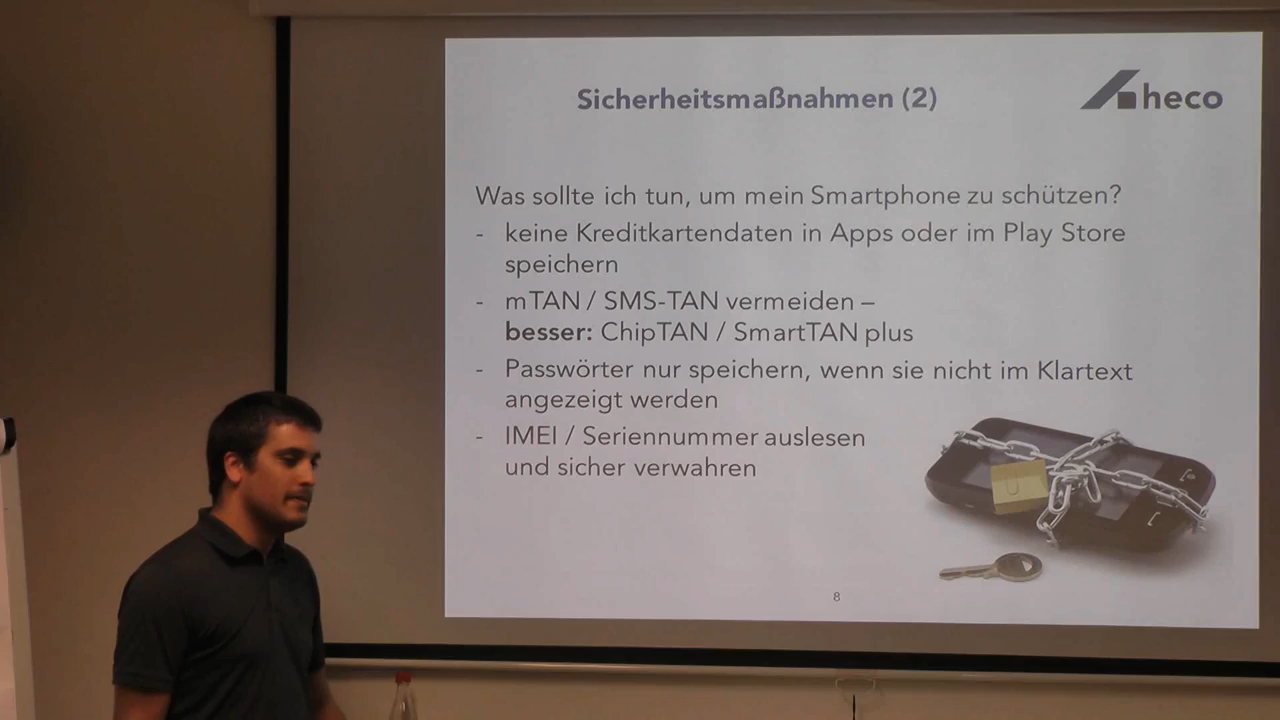 Sicherheitsmaßnahmen (2)
heco
Was sollte ich tun, um mein Smartphone zu schützen?
- keine Kreditkartendaten in Apps oder im Play Store
speichern
- mTAN / SMS-TAN vermeiden –
besser: ChipTAN / SmartTAN plus
- Passwörter nur speichern, wenn sie nicht im Klartext
angezeigt werden
- IMEI / Seriennummer auslesen
und sicher verwahren
8